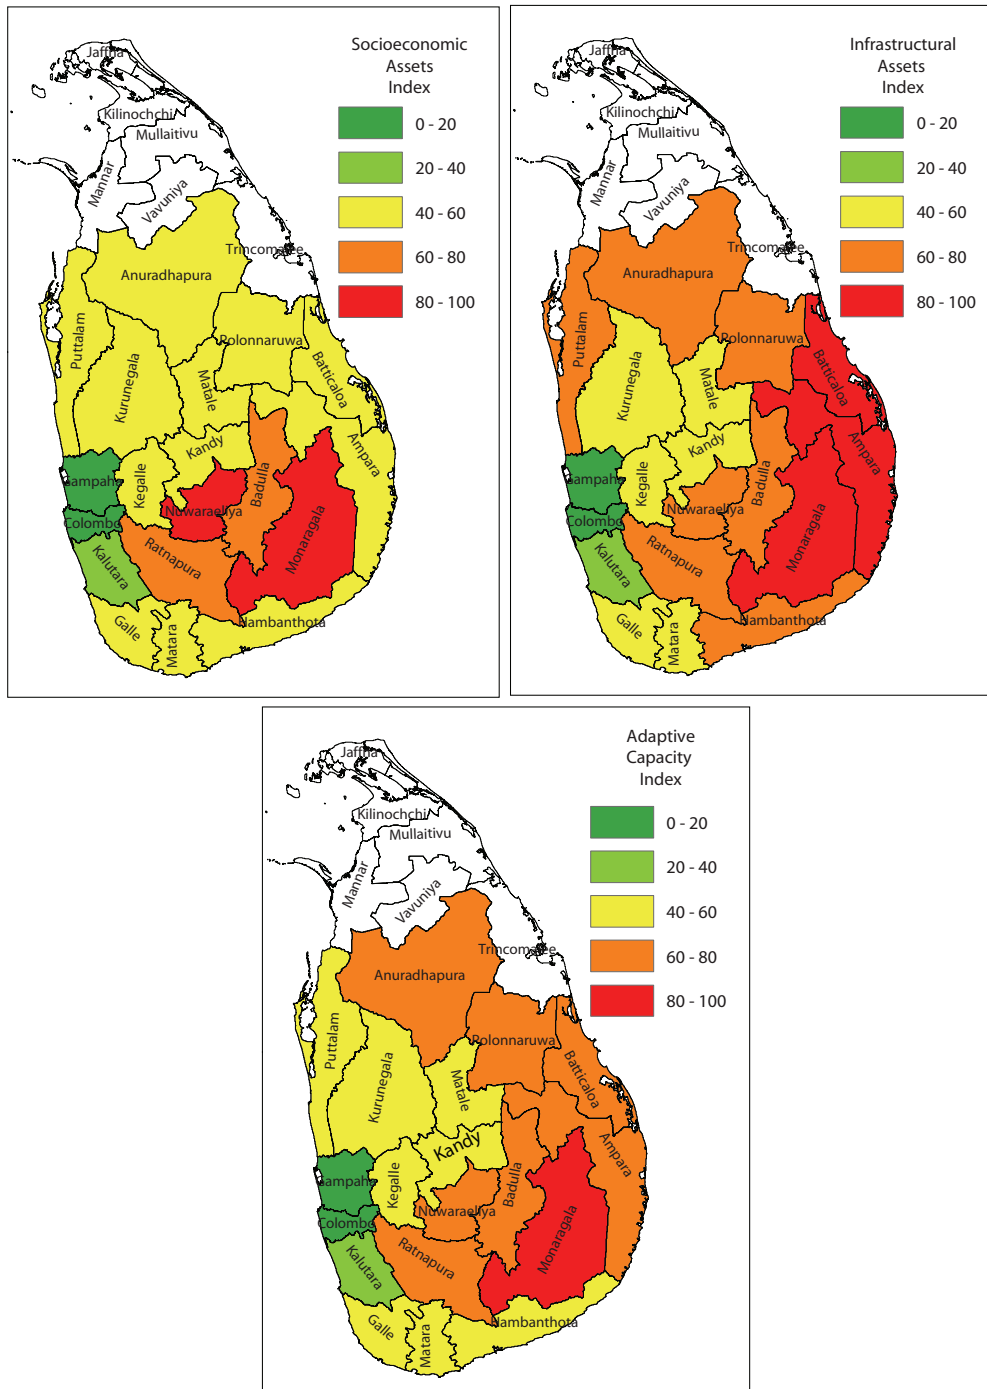 Socioeconomic
Assets
Index
0 - 20
20 - 40
40 - 60
60 - 80
80 - 100
Jaffna
Kilinochchi
Mullaitivu
Mannar
Vavuniya
Trincomalee
Anuradhapura
Puttalam
Polonnaruwa
Kurunegala
Matale
Batticaloa
Kandy
Ampara
Kegalle
Gampaha
Badulla
Nuwaraeliya
Colombo
Monaragala
Kalutara
Ratnapura
Galle
Matara
Hambanthota
Infrastructural
Assets
Index
0 - 20
20 - 40
40 - 60
60 - 80
80 - 100
Jaffna
Kilinochchi
Mullaitivu
Mannar
Vavuniya
Trincomalee
Anuradhapura
Puttalam
Polonnaruwa
Kurunegala
Matale
Batticaloa
Kandy
Ampara
Kegalle
Gampaha
Badulla
Nuwaraeliya
Colombo
Monaragala
Kalutara
Ratnapura
Galle
Matara
Hambanthota
Adaptive
Capacity
Index
0 - 20
20 - 40
40 - 60
60 - 80
80 - 100
Jaffna
Kilinochchi
Mullaitivu
Mannar
Vavuniya
Trincomalee
Anuradhapura
Puttalam
Polonnaruwa
Kurunegala
Matale
Batticaloa
Kandy
Ampara
Kegalle
Gampaha
Badulla
Nuwaraeliya
Colombo
Monaragala
Kalutara
Ratnapura
Galle
Matara
Hambanthota